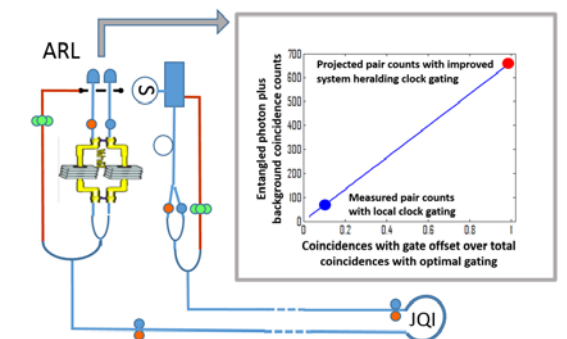 ARL
S
JQI
700
600
500
400
300
200
100
0
Entangled photon plus
background coincidence counts
Projected pair counts with improved
system heralding clock gating
Measured pair counts
with local clock gating
0 0.2 0.4 0.6 0.8 1
Coincidences with gate offset over total
coincidences with optimal gating